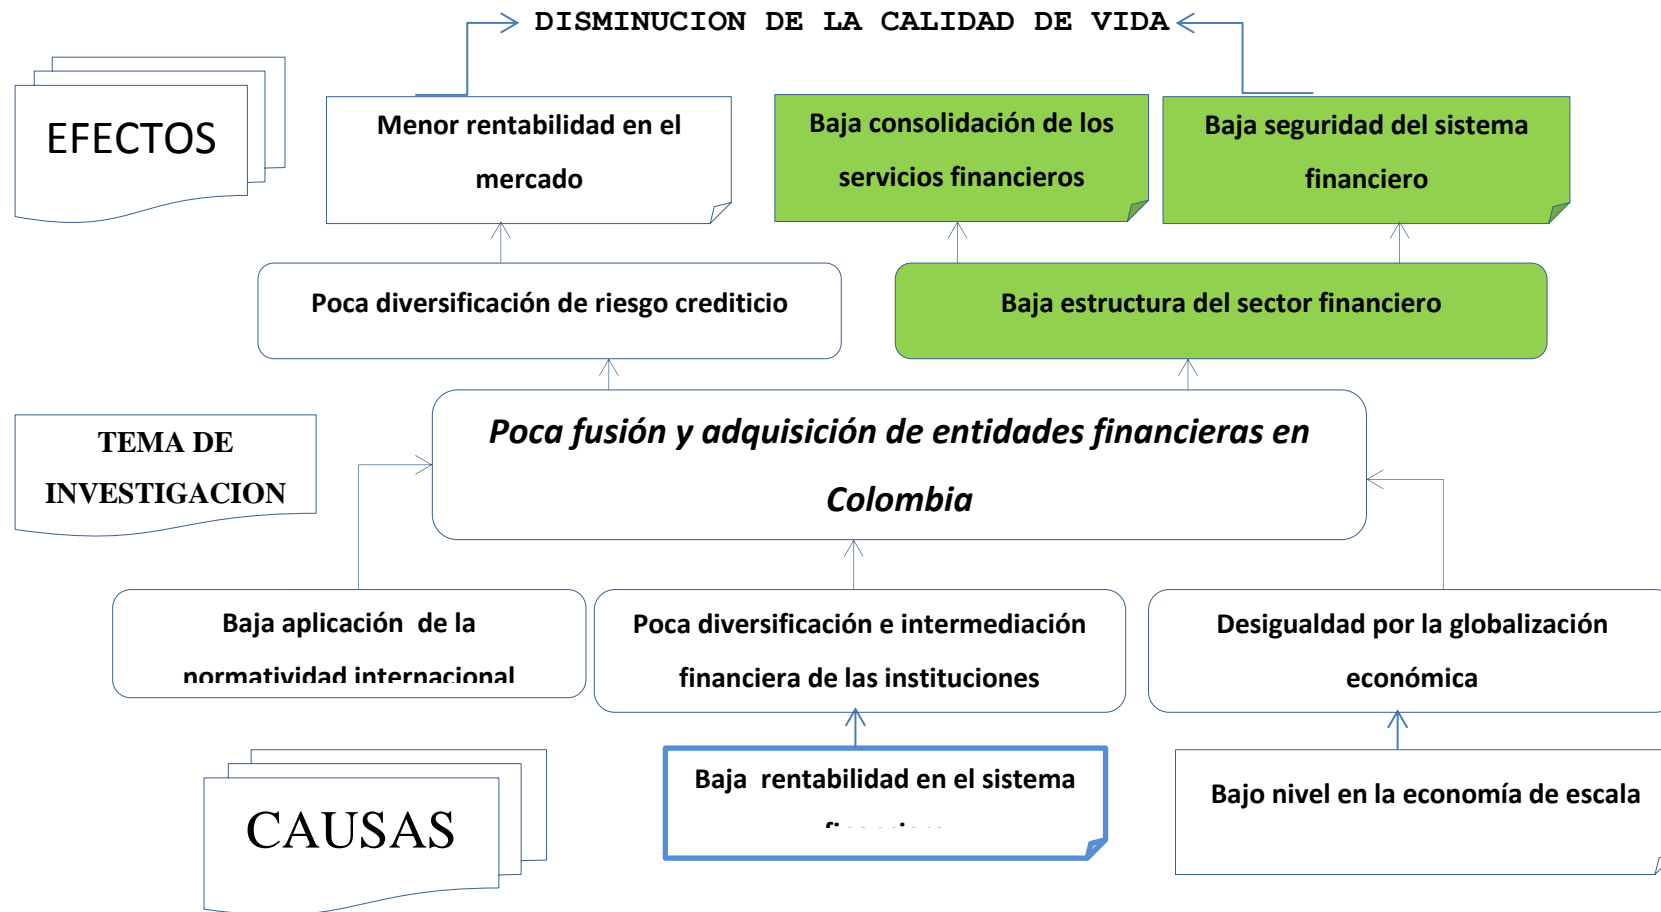 DISMINUCION DE LA CALIDAD DE VIDA
EFECTOS
Menor rentabilidad en el
mercado
Baja consolidación de los
servicios financieros
Baja seguridad del sistema
financiero
Poca diversificación de riesgo crediticio
Baja estructura del sector financiero
TEMA DE
INVESTIGACION
Poca fusión y adquisición de entidades financieras en
Colombia
Baja aplicación  de la
normatividad internacional
Poca diversificación e intermediación
financiera de las instituciones
Desigualdad por la globalización
económica
CAUSAS
Baja  rentabilidad en el sistema
Bajo nivel en la economía de escala